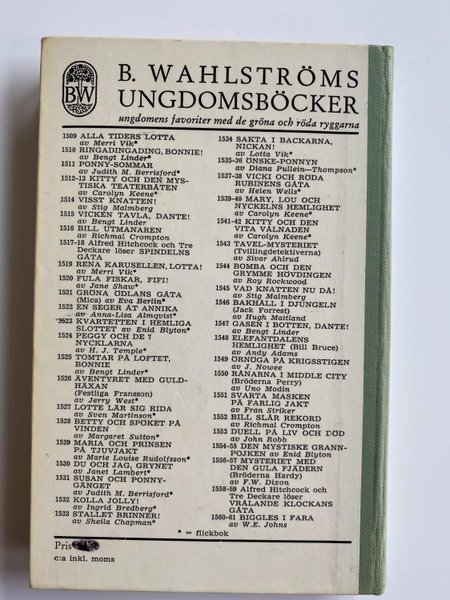 BW
B. WAHLSTRÖMS
UNGDOMSBÖCKER
ungdomens favoriter med de gröna och röda ryggarna
1509 ALLA TIDERS LOTTA
av Merri Vik*
1510 RINGADINGADING, BONNIE!
av Bengt Linder*
1511 PONNY-SOMMAR
av Judith M. Berrisford*
1512-13 KITTY OCH DEN MYS-
TISKA TEATERBÅTEN
av Carolyn Keene*
1514 VISST KNATTEN!
av Stig Malmberg
1515 VICKEN TAVLA, DANTE!
av Bengt Linder
1516 BILL UTMANAREN
av Richmal Crompton
1517-18 Alfred Hitchcock och Tre
Deckare löser SPINDELNS
GÅTA
1519 RENA KARUSELLEN, LOTTA!
av Merri Vik*
1520 FULA FISKAR, FIFI!
av Jane Shaw*
1521 GRÖNA ÖDLANS GÅTA
(Mica) av Eva Berlin*
1522 EN SEGER ÅT ANNIKA
av Anna-Lisa Almqvist*
2523 KVARTETTEN I HEMLIGA
SLOTTET av Enid Blyton*
1524 PEGGY OCH DE 7
NYCKLARNA
av H. J. Temple*
1525 TOMTAR PÅ LOFTET,
BONNIE
av Bengt Linder*
1526 ÄVENTYRET MED GULD-
HÄXAN
(Festliga Fransson)
av Jerry West*
1527 LOTTE LÄR SIG RIDA
av Sven Martinson*
1528 BETTY OCH SPÖKET PÅ
VINDEN
av Margaret Sutton*
1529 MARIA OCH PRINSEN
PÅ TJUVJAKT
av Marie Louise Rudolfsson*
1530 DU OCH JAG, GRYNET
av Janet Lambert*
1531 SUSAN OCH PONNY-
GÄNGET
av Judith M. Berrisford*
1532 KOLLA JOLLY!
av Ingrid Bredberg*
1533 STALLET BRINNER!
av Sheila Chapman*
1534 SAKTA I BACKARNA,
NICKAN!
av Lotta Vik*
1535-36 ÖNSKE-PONNYN
av Diana Pullein-Thompson*
1537-38 VICKI OCH RÖDA
RUBINENS GÅTA
av Helen Wells*
1539-40 MARY, LOU OCH
NYCKELNS HEMLIGHET
av Carolyn Keene*
1541-42 KITTY OCH DEN
VITA VÅLNADEN
av Carolyn Keene*
1543 TAVEL-MYSTERIET
(Tvillingdetektiverna)
av Sivar Ahlrud
1544 BOMBA OCH DEN
GRYMME HÖVDINGEN
av Roy Rockwood
1545 VAD KNATTEN NU DÅ!
av Stig Malmberg
1546 BAKHÅLL I DJUNGELN
(Jack Forrest)
av Hugh Maitland
1547 GASEN I BOTTEN, DANTE!
av Bengt Linder
1548 ELEFANTDALENS
HEMLIGHET (Bill Bruce)
av Andy Adams
1549 ÖRNÖGA PÅ KRIGSSTIGEN
av J. Nowee
1550 RÅNARNA I MIDDLE CITY
(Bröderna Perry)
av Uno Modin
1551 SVARTA MASKEN
PÅ FARLIG JAKT
av Fran Striker
1552 BILL SLÅR REKORD
av Richmal Crompton
1553 DUELL PÅ LIV OCH DÖD
av John Robb
1554-55 DEN MYSTISKE GRANN-
POJKEN av Enid Blyton
1556-57 MYSTERIET MED
DEN GULA FJÄDERN
(Bröderna Hardy)
av F.W. Dixon
1558-59 Alfred Hitchcock och
Tre Deckare löser
VRÅLANDE KLOCKANS
GÅTA
1560-61 BIGGLES I FARA
av W.E. Johns
* = flickbok
Pris
c:a inkl. moms